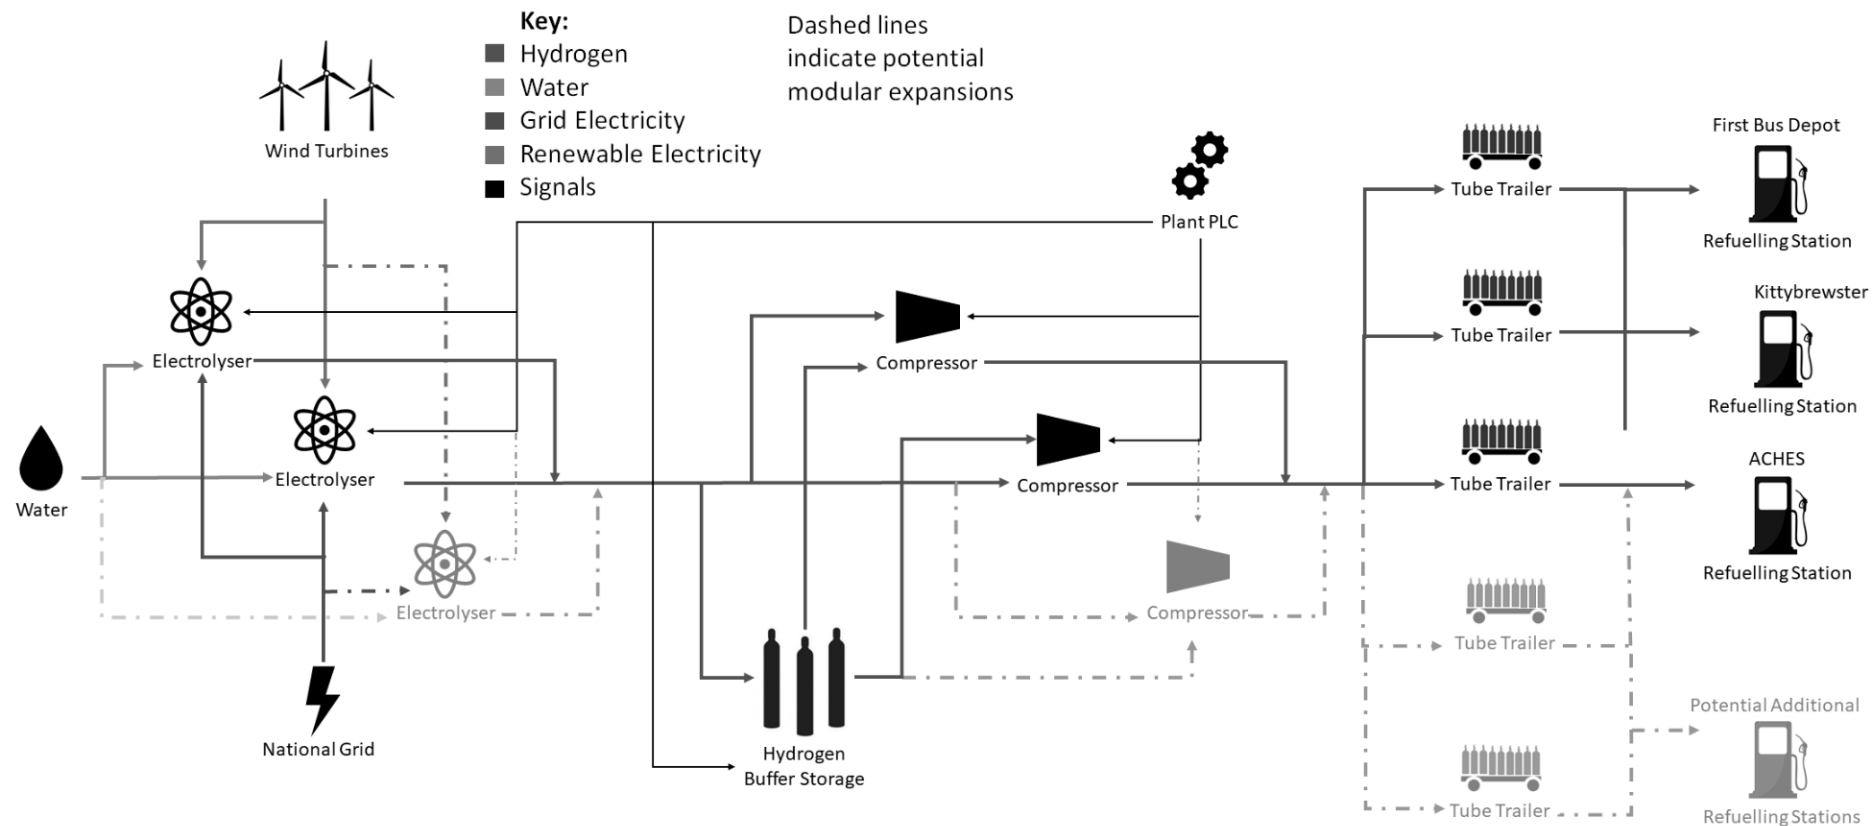 Key:
Hydrogen
Water
Grid Electricity
Renewable Electricity
Signals
Dashed lines
indicate potential
modular expansions
Wind Turbines
Plant PLC
Electrolyser
Electrolyser
Electrolyser
Water
National Grid
Compressor
Compressor
Compressor
Hydrogen
Buffer Storage
Tube Trailer
Tube Trailer
Tube Trailer
Tube Trailer
Tube Trailer
First Bus Depot
Refuelling Station
Kittybrewster
Refuelling Station
ACHES
Refuelling Station
Potential Additional
Refuelling Stations